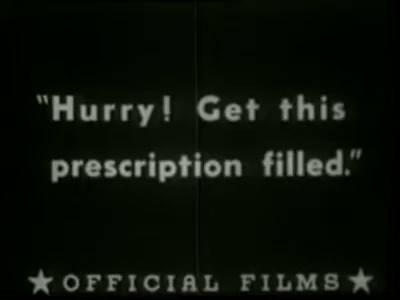 "Hurry! Get this
prescription filled."
★ OFFICIAL FILMS ★